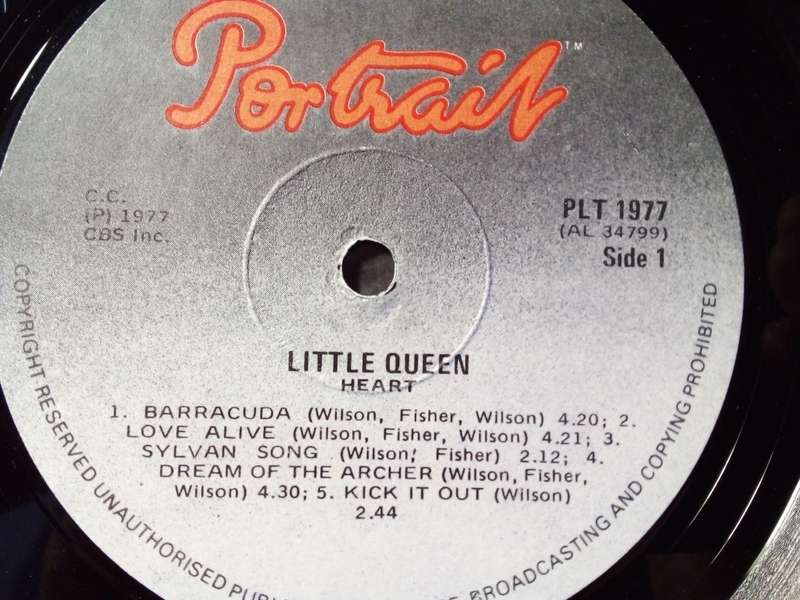 Portrait™
C.C.
(P) 1977
CBS Inc.
PLT 1977
(AL 34799)
Side 1
LITTLE QUEEN
HEART
1. BARRACUDA (Wilson, Fisher, Wilson) 4.20; 2.
LOVE ALIVE (Wilson, Fisher, Wilson) 4.21; 3.
SYLVAN SONG (Wilson, Fisher) 2.12; 4.
DREAM OF THE ARCHER (Wilson, Fisher,
Wilson) 4.30; 5. KICK IT OUT (Wilson)
2.44
COPYRIGHT RESERVED UNAUTHORISED BROADCASTING AND COPYING PROHIBITED